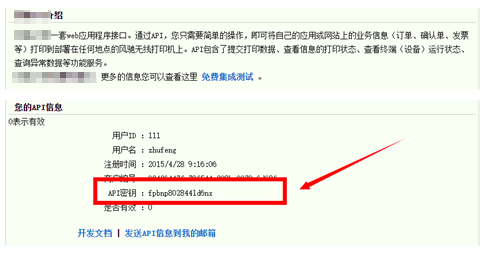 介绍
一套web应用程序接口。通过API，您只需要简单的操作，即可将自己的应用或网站上的业务信息（订单、确认单、发票
等）打印到部署在任何地点的风驰无线打印机上。API包含了提交打印数据、查看信息的打印状态、查看终端（设备）运行状态、
查询异常数据等功能服务。
更多的信息您可以查看这里 免费集成测试 。
您的API信息
0表示有效
用户ID : 111
用户名 : zhufeng
注册时间 : 2015/4/28 9:16:06
API密钥 : fpbnp8028441d6nz
是否有效 : 0
开发文档 | 发送API信息到我的邮箱